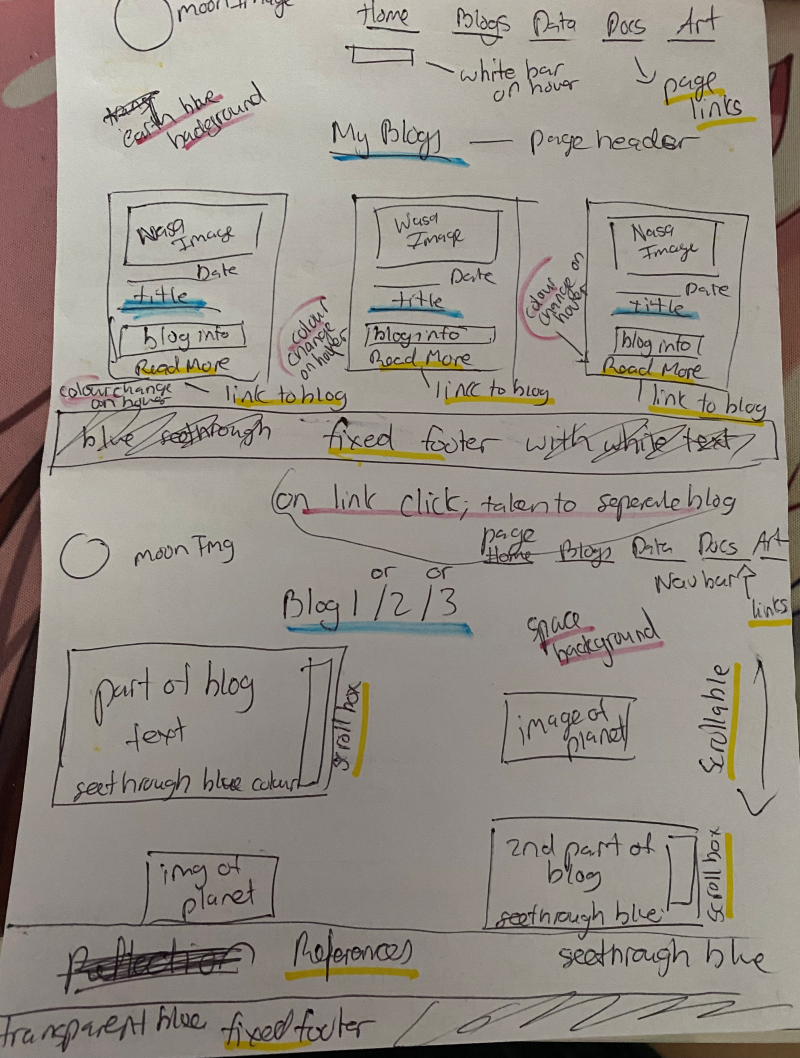 moon Image
Home Blogs Data Docs Art
white bar
on hover
page
links
earth blue
background
My Blogs — page header
Nasa
Image
Date
title
blog info
Read More
colour change
on hover
link to blog
Nasa
Image
Date
title
blog info
Read More
colour
change
on hover
link to blog
Nasa
Image
Date
title
blog info
Read More
colour
change on
hover
link to blog
blue seethrough fixed footer with white text
on link click; taken to seperate blog
moon Img
page
Home Blogs Data Docs Art
Nav bar
links
or or
Blog 1 / 2 / 3
space
background
part of blog
text
seethrough blue colour
scroll box
image of
planet
scrollable
img of
planet
2nd part of
blog
seethrough blue
scroll box
Reflection References seethrough blue
transparent blue fixed footer